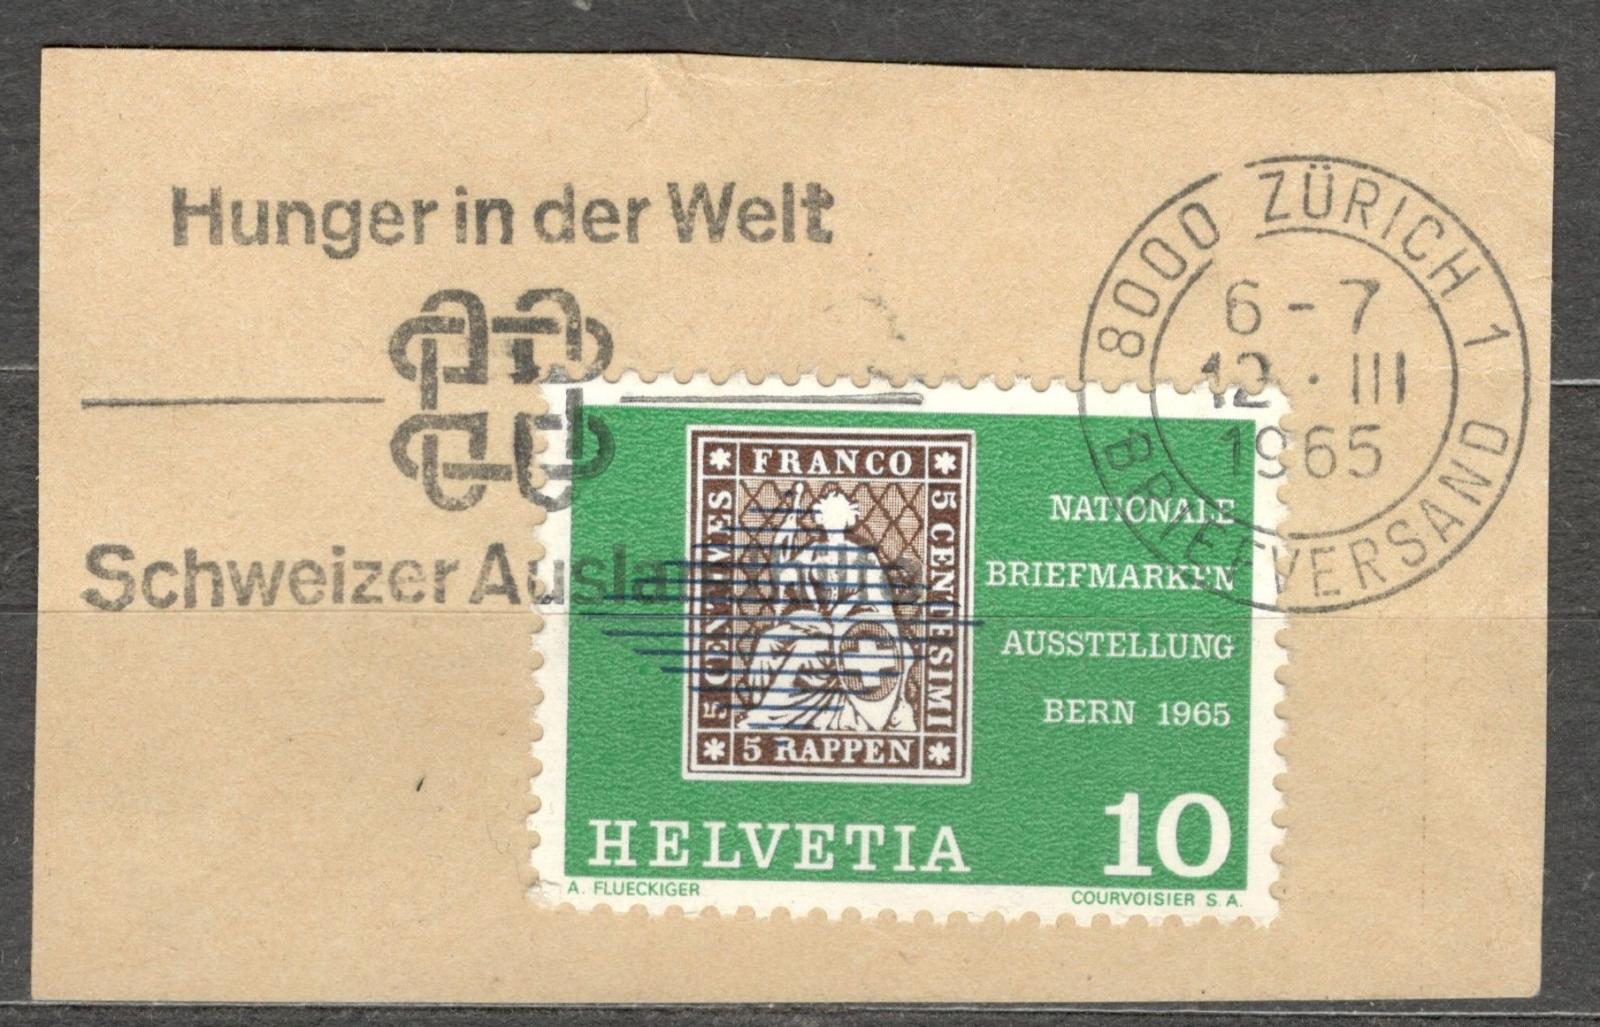 Hunger in der Welt
Schweizer Auslandhilfe
8000 ZÜRICH 1
6-7
12.III
1965
BRIEFVERSAND
FRANCO
5 CENTIMES
5 CENTESIMI
5 RAPPEN
NATIONALE
BRIEFMARKEN
AUSSTELLUNG
BERN 1965
HELVETIA
10
A. FLUECKIGER
COURVOISIER S.A.